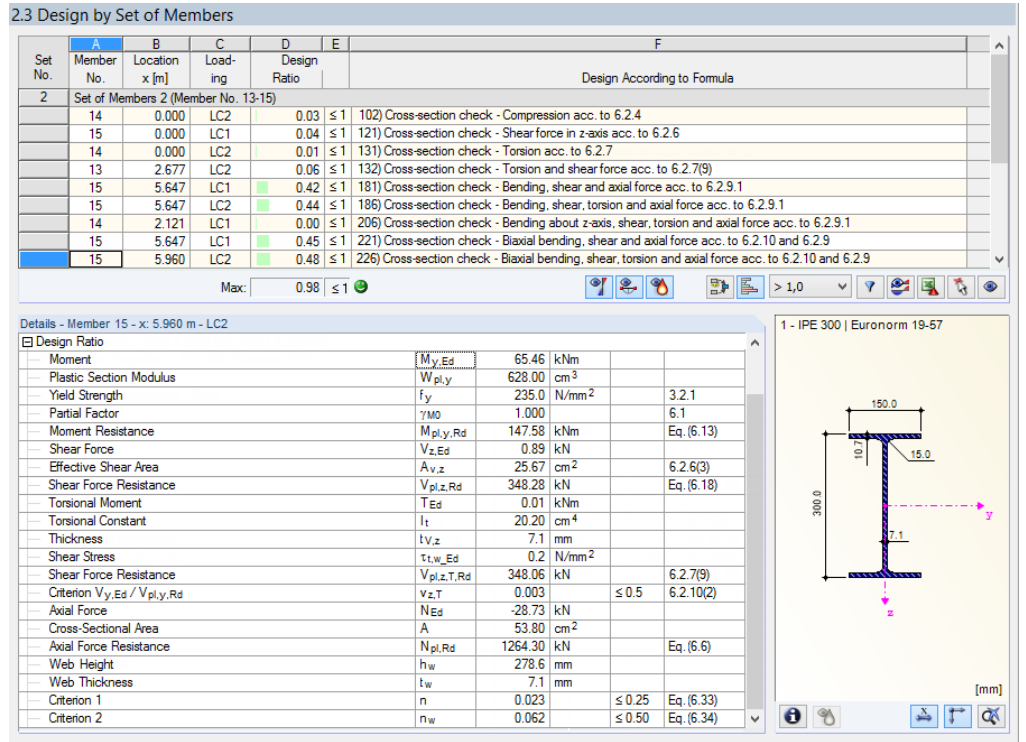 2.3 Design by Set of Members
A B C D E F
Set Member Location Load- Design
No. No. x [m] ing Ratio Design According to Formula
2 Set of Members 2 (Member No. 13-15)
14 0.000 LC2 0.03 ≤ 1 102) Cross-section check - Compression acc. to 6.2.4
15 0.000 LC1 0.04 ≤ 1 121) Cross-section check - Shear force in z-axis acc. to 6.2.6
14 0.000 LC2 0.01 ≤ 1 131) Cross-section check - Torsion acc. to 6.2.7
13 2.677 LC2 0.06 ≤ 1 132) Cross-section check - Torsion and shear force acc. to 6.2.7(9)
15 5.647 LC1 0.42 ≤ 1 181) Cross-section check - Bending, shear and axial force acc. to 6.2.9.1
15 5.647 LC2 0.44 ≤ 1 186) Cross-section check - Bending, shear, torsion and axial force acc. to 6.2.9.1
14 2.121 LC1 0.00 ≤ 1 206) Cross-section check - Bending about z-axis, shear, torsion and axial force acc. to 6.2.9.1
15 5.647 LC1 0.45 ≤ 1 221) Cross-section check - Biaxial bending, shear and axial force acc. to 6.2.10 and 6.2.9
15 5.960 LC2 0.48 ≤ 1 226) Cross-section check - Biaxial bending, shear, torsion and axial force acc. to 6.2.10 and 6.2.9
Max: 0.98 ≤ 1 > 1,0
Details - Member 15 - x: 5.960 m - LC2
Design Ratio
Moment My,Ed 65.46 kNm
Plastic Section Modulus Wpl,y 628.00 cm3
Yield Strength fy 235.0 N/mm2 3.2.1
Partial Factor γM0 1.000 6.1
Moment Resistance Mpl,y,Rd 147.58 kNm Eq. (6.13)
Shear Force Vz,Ed 0.89 kN
Effective Shear Area Av,z 25.67 cm2 6.2.6(3)
Shear Force Resistance Vpl,z,Rd 348.28 kN Eq. (6.18)
Torsional Moment TEd 0.01 kNm
Torsional Constant It 20.20 cm4
Thickness tV,z 7.1 mm
Shear Stress τt,w_Ed 0.2 N/mm2
Shear Force Resistance Vpl,z,T,Rd 348.06 kN 6.2.7(9)
Criterion Vy,Ed / Vpl,y,Rd vz,T 0.003 ≤ 0.5 6.2.10(2)
Axial Force NEd -28.73 kN
Cross-Sectional Area A 53.80 cm2
Axial Force Resistance Npl,Rd 1264.30 kN Eq. (6.6)
Web Height hw 278.6 mm
Web Thickness tw 7.1 mm
Criterion 1 n 0.023 ≤ 0.25 Eq. (6.33)
Criterion 2 nw 0.062 ≤ 0.50 Eq. (6.34)
1 - IPE 300 | Euronorm 19-57
150.0
10.7
15.0
300.0
y
7.1
z
[mm]